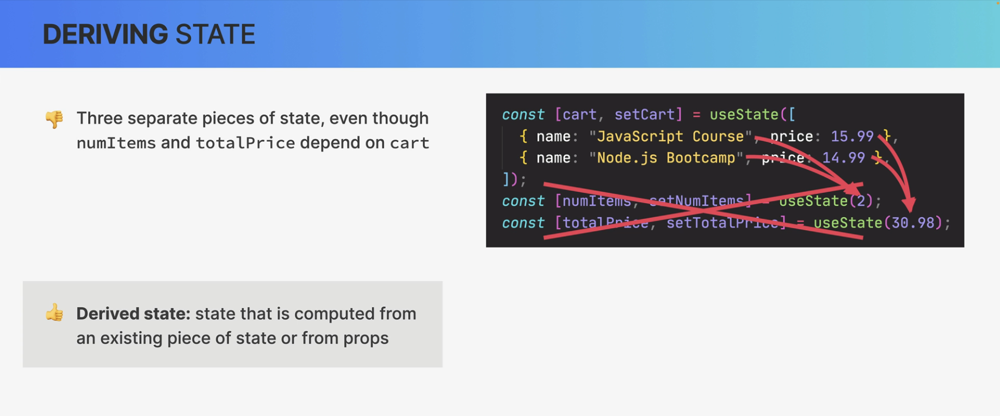 DERIVING STATE
👎 Three separate pieces of state, even though
numItems and totalPrice depend on cart
const [cart, setCart] = useState([
{ name: "JavaScript Course", price: 15.99 },
{ name: "Node.js Bootcamp", price: 14.99 },
]);
const [numItems, setNumItems] = useState(2);
const [totalPrice, setTotalPrice] = useState(30.98);
👍 Derived state: state that is computed from
an existing piece of state or from props